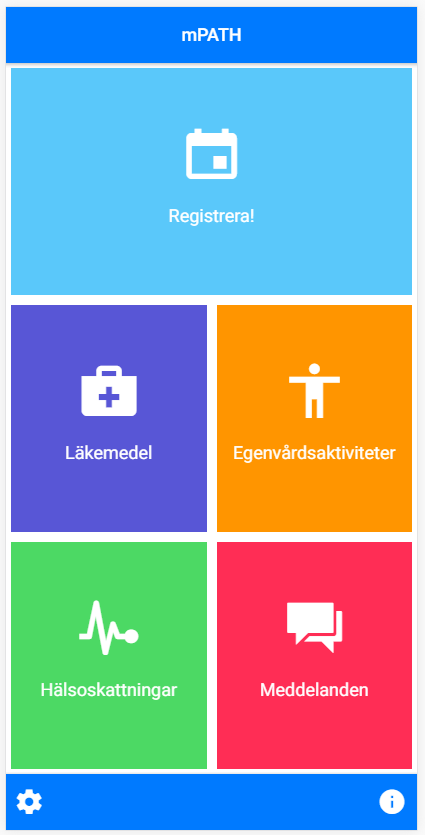 mPATH
Registrera!
Läkemedel
Egenvårdsaktiviteter
Hälsoskattningar
Meddelanden